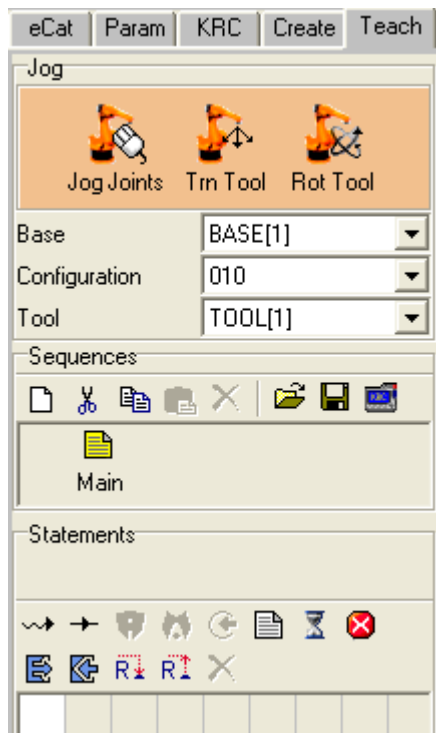 eCat Param KRC Create Teach
Jog
Jog Joints Trn Tool Rot Tool
Base BASE[1]
Configuration 010
Tool TOOL[1]
Sequences
KRC
Main
Statements
R R